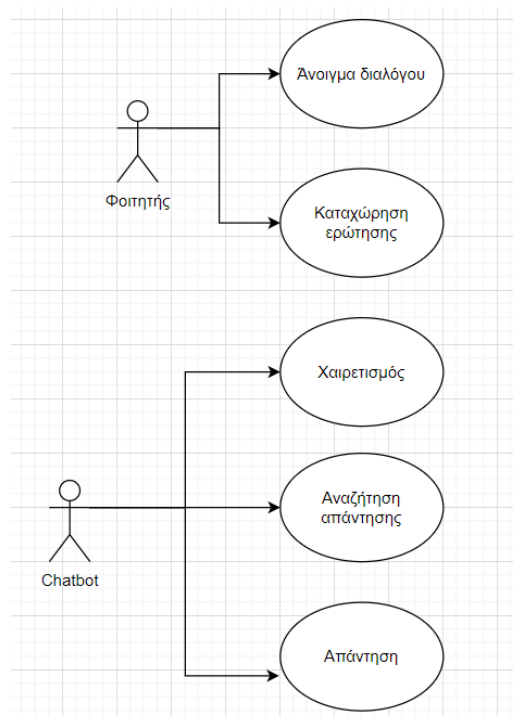 Άνοιγμα διαλόγου
Φοιτητής
Καταχώρηση
ερώτησης
Χαιρετισμός
Αναζήτηση
απάντησης
Chatbot
Απάντηση